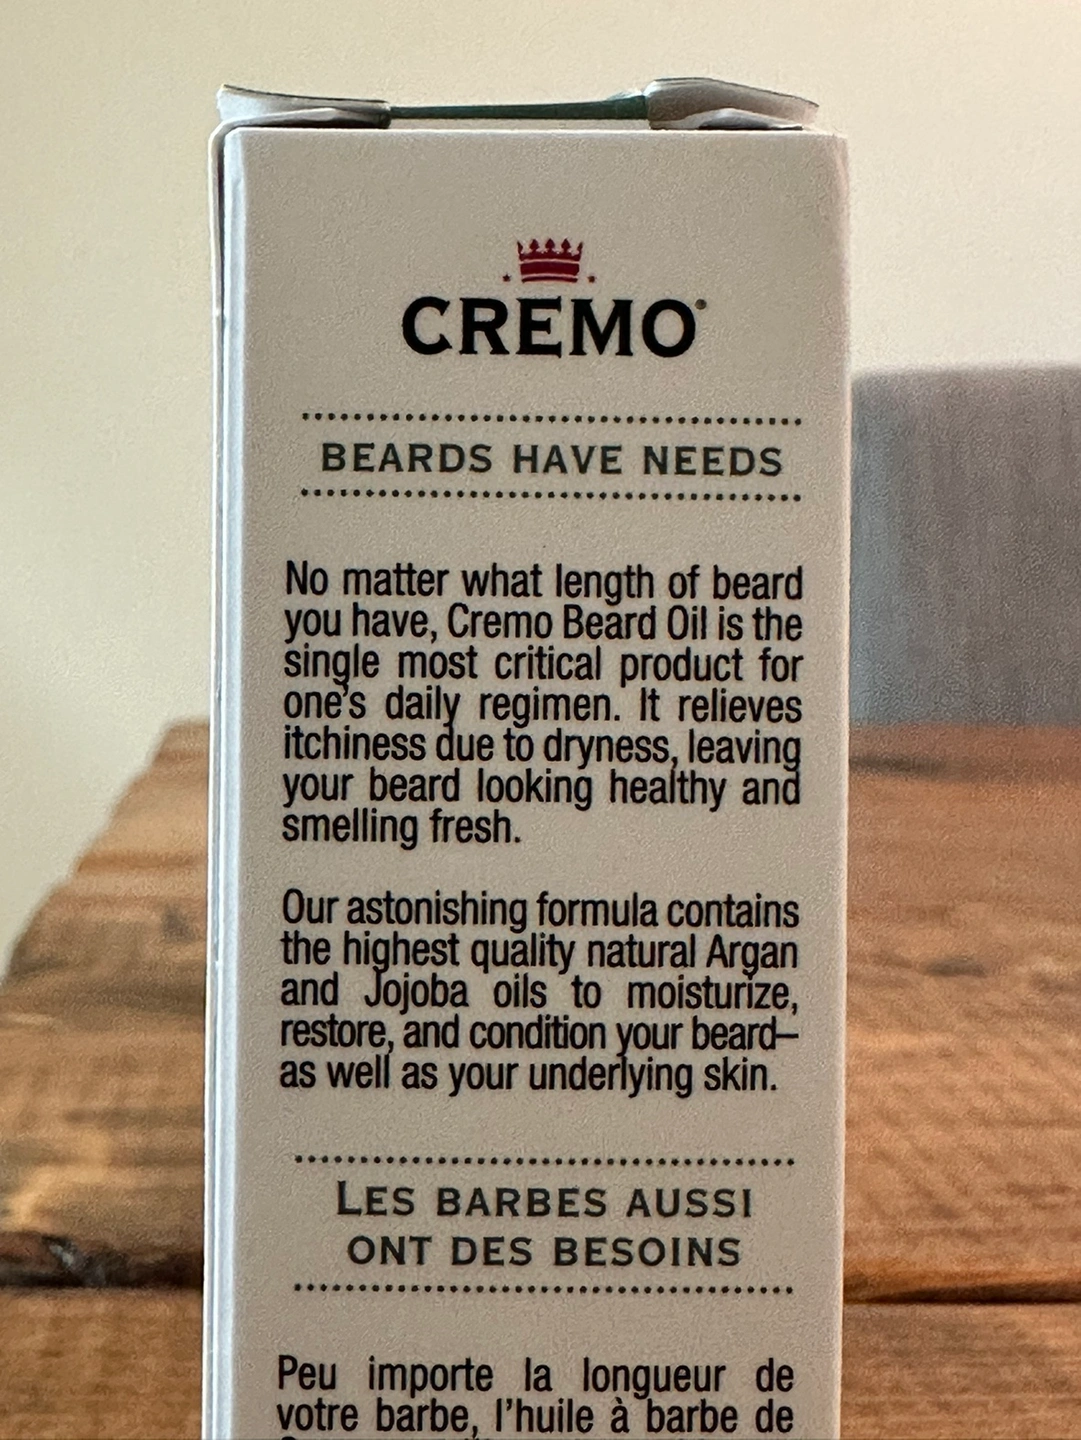 CREMO®
BEARDS HAVE NEEDS
No matter what length of beard
you have, Cremo Beard Oil is the
single most critical product for
one's daily regimen. It relieves
itchiness due to dryness, leaving
your beard looking healthy and
smelling fresh.
Our astonishing formula contains
the highest quality natural Argan
and Jojoba oils to moisturize,
restore, and condition your beard–
as well as your underlying skin.
LES BARBES AUSSI
ONT DES BESOINS
Peu importe la longueur de
votre barbe, l'huile à barbe de